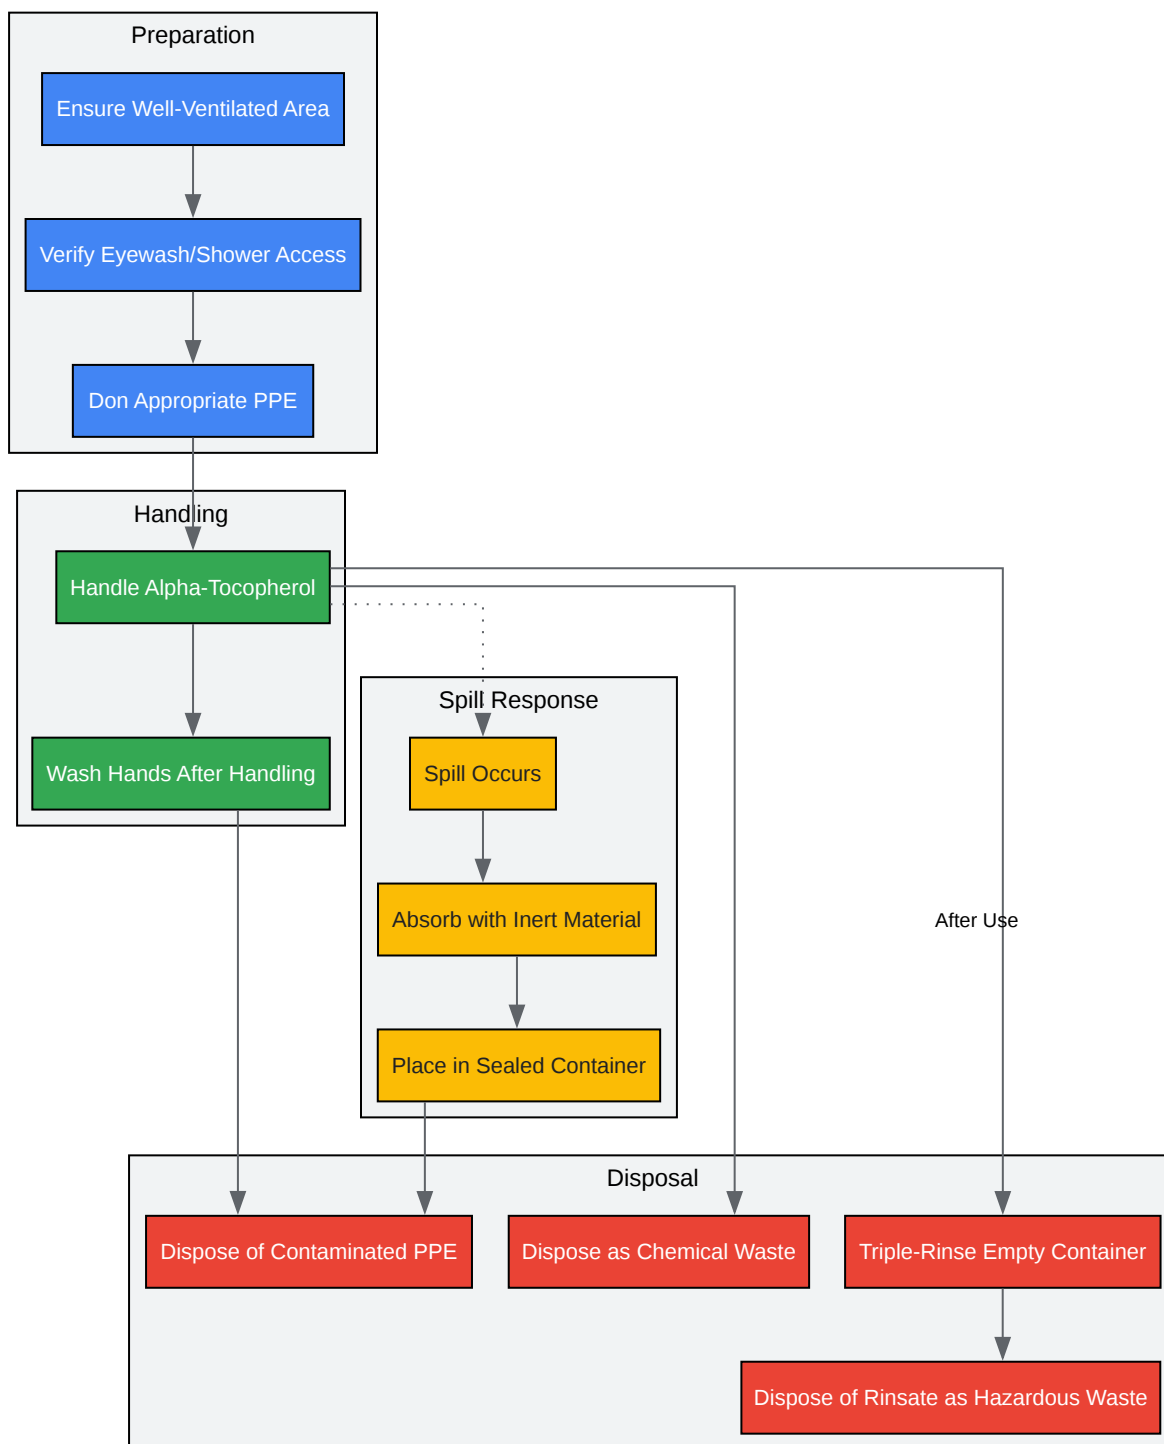 Preparation
Ensure Well-Ventilated Area
Verify Eyewash/Shower Access
Don Appropriate PPE
Handling
Handle Alpha-Tocopherol
Wash Hands After Handling
Spill Response
Spill Occurs
Absorb with Inert Material
Place in Sealed Container
After Use
Disposal
Dispose of Contaminated PPE
Dispose as Chemical Waste
Triple-Rinse Empty Container
Dispose of Rinsate as Hazardous Waste